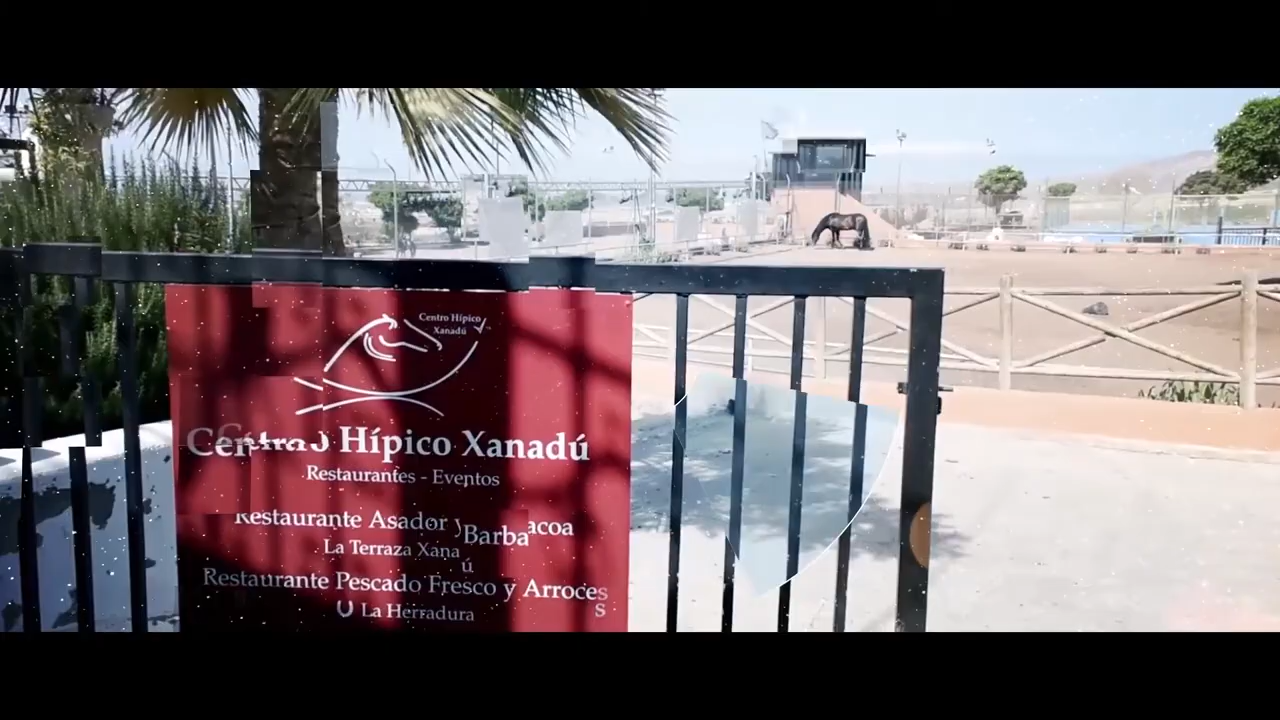 Centro Hípico
Xanadú
Centro Hípico Xanadú
Restaurantes - Eventos
Restaurante Asador y Barbacoa
La Terraza Xanaú
Restaurante Pescado Fresco y Arroces
La Herradura